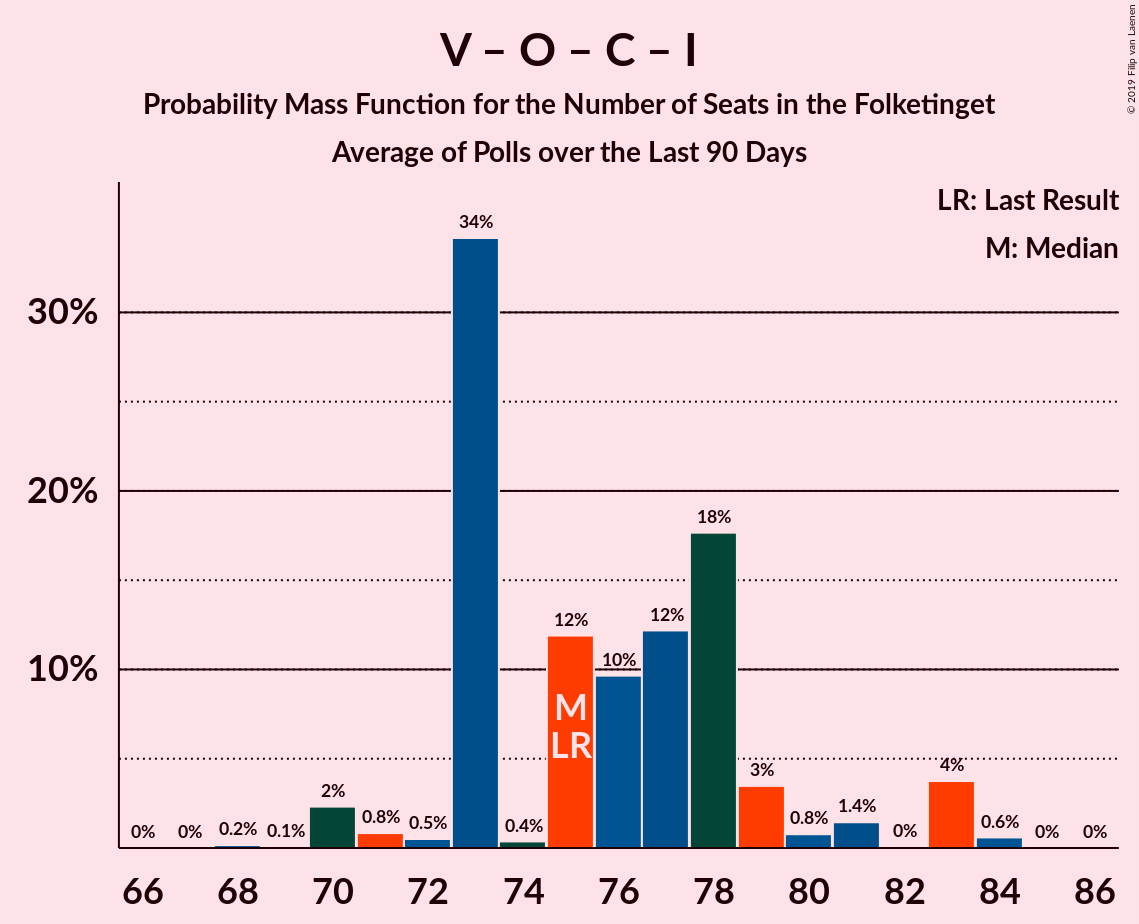 V – O – C – I
Probability Mass Function for the Number of Seats in the Folketinget
Average of Polls over the Last 90 Days
© 2019 Filip van Laenen
LR: Last Result
M: Median
30%
20%
10%
0%
0%
0.2%
0.1%
2%
0.8%
0.5%
34%
0.4%
12%
10%
12%
18%
3%
0.8%
1.4%
0%
4%
0.6%
0%
0%
M
LR
66 68 70 72 74 76 78 80 82 84 86